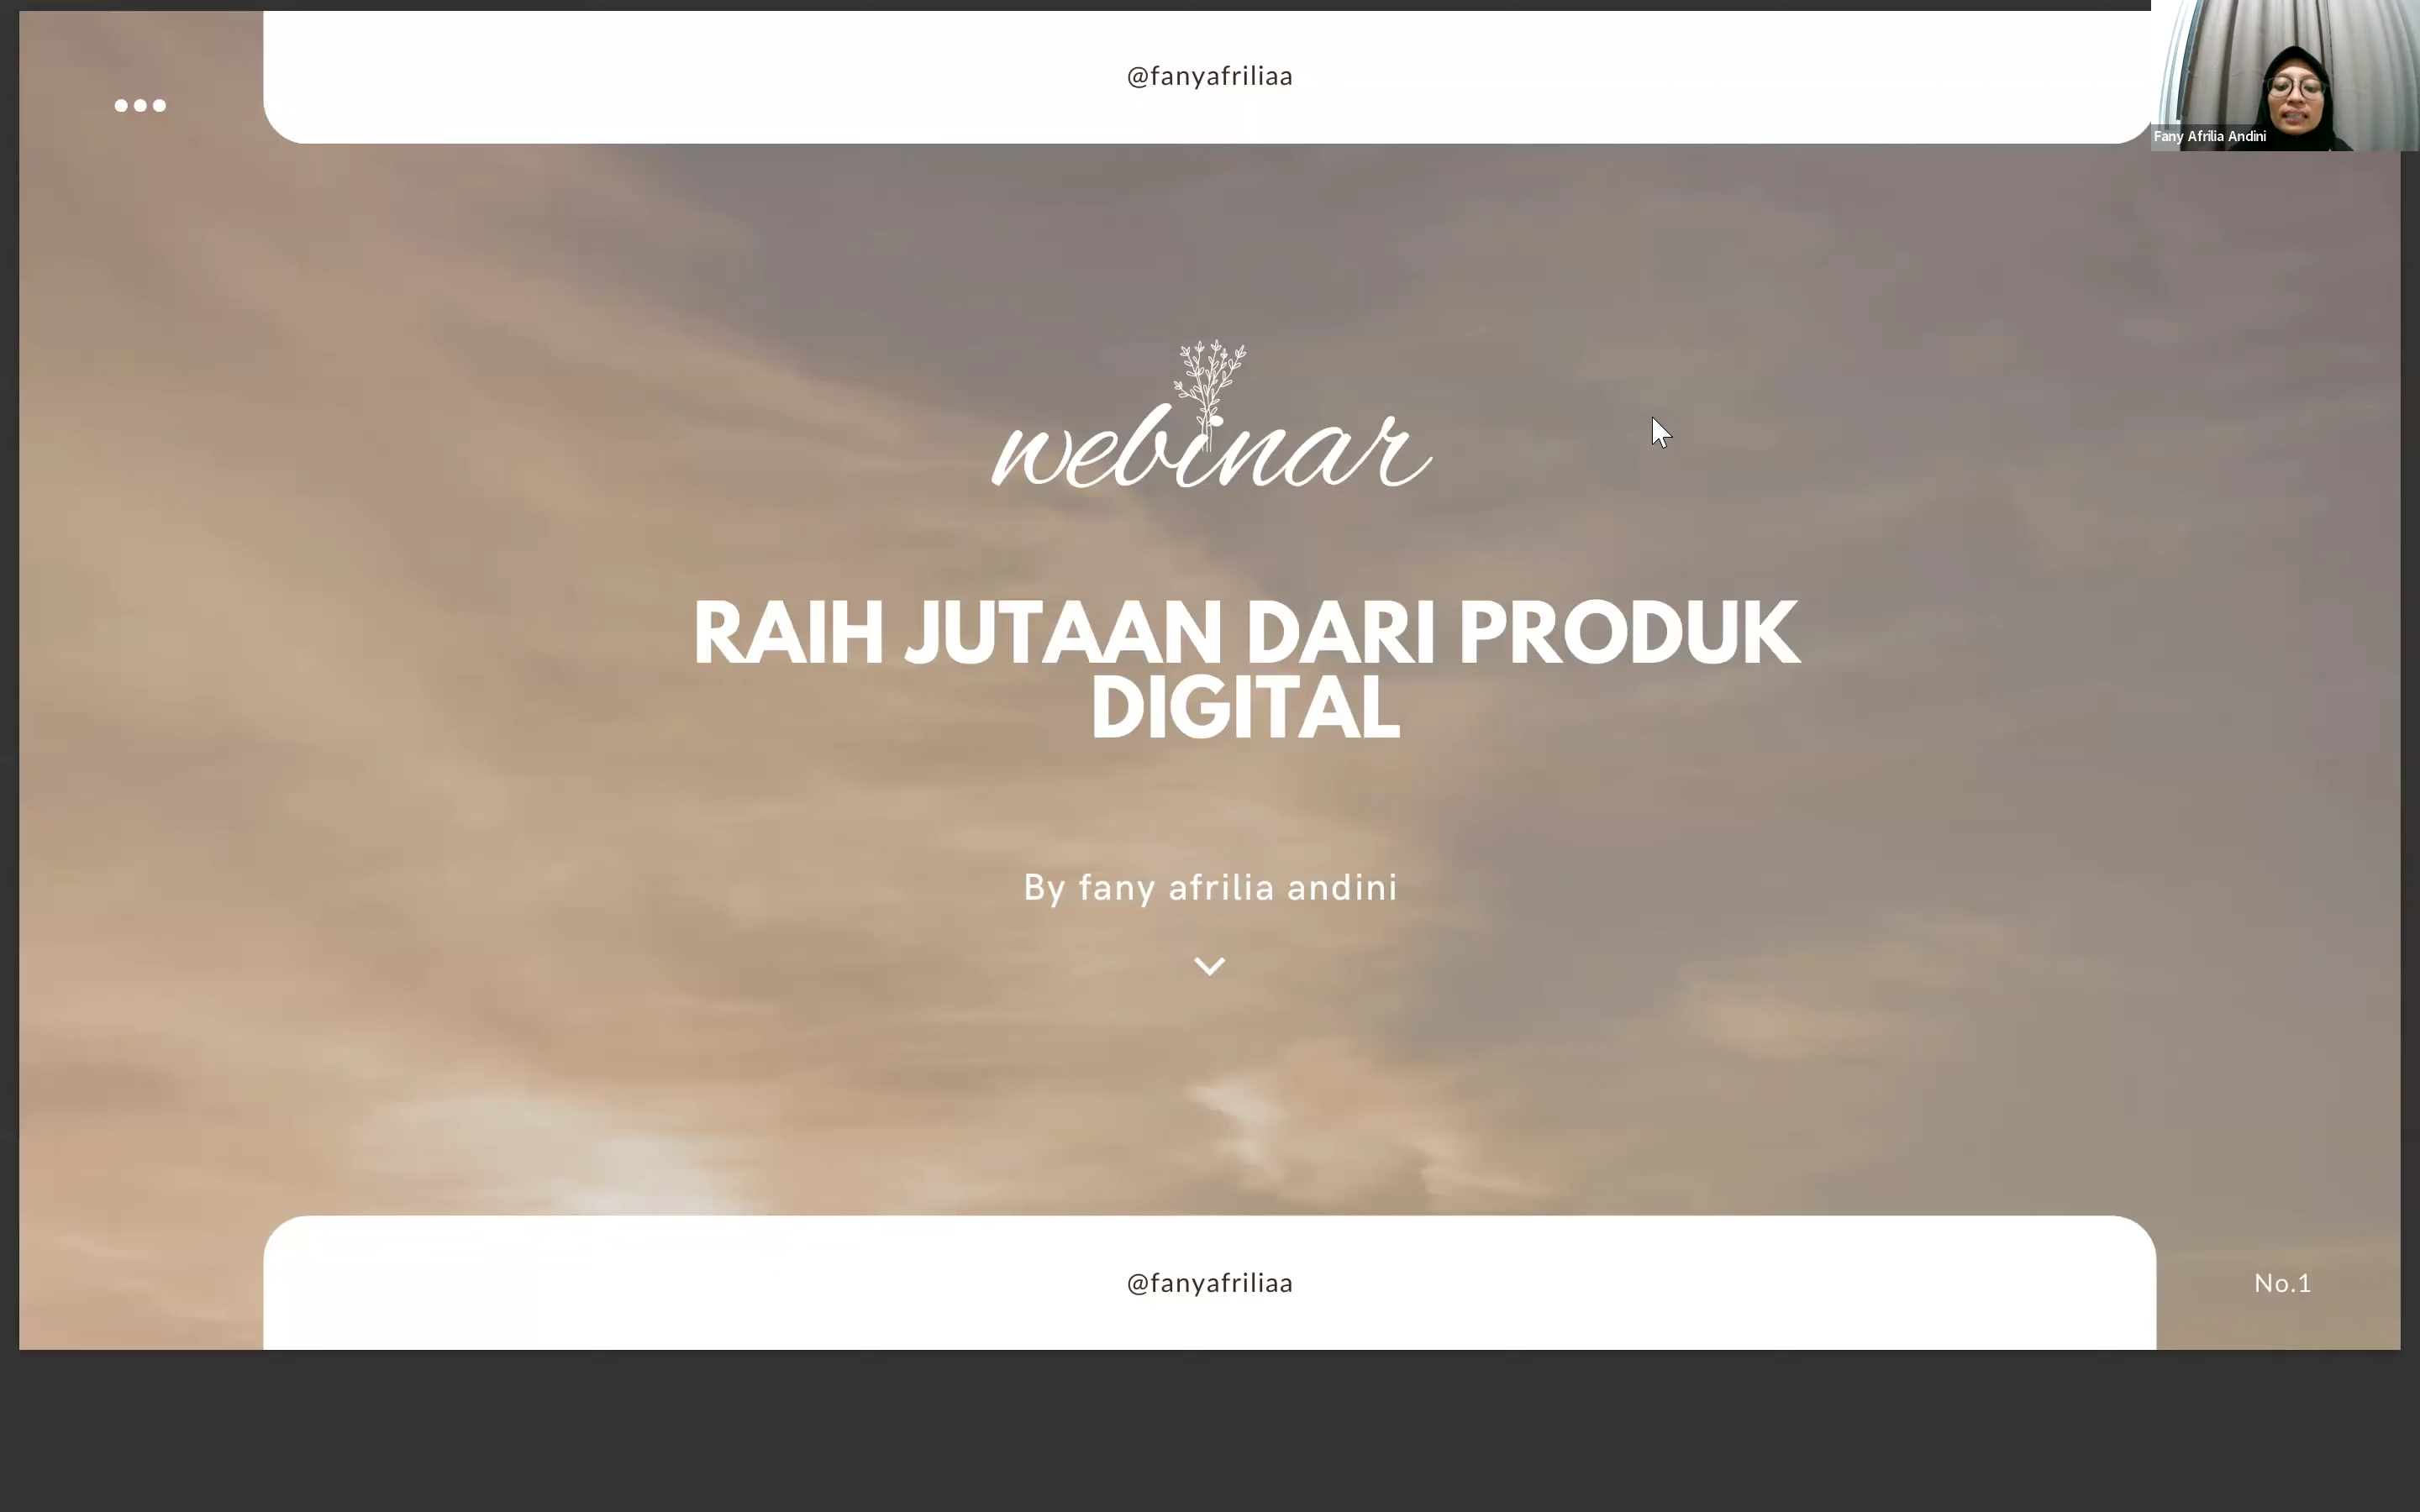 @fanyafriliaa
Fany Afrilia Andini
webinar
RAIH JUTAAN DARI PRODUK
DIGITAL
By fany afrilia andini
@fanyafriliaa
No.1